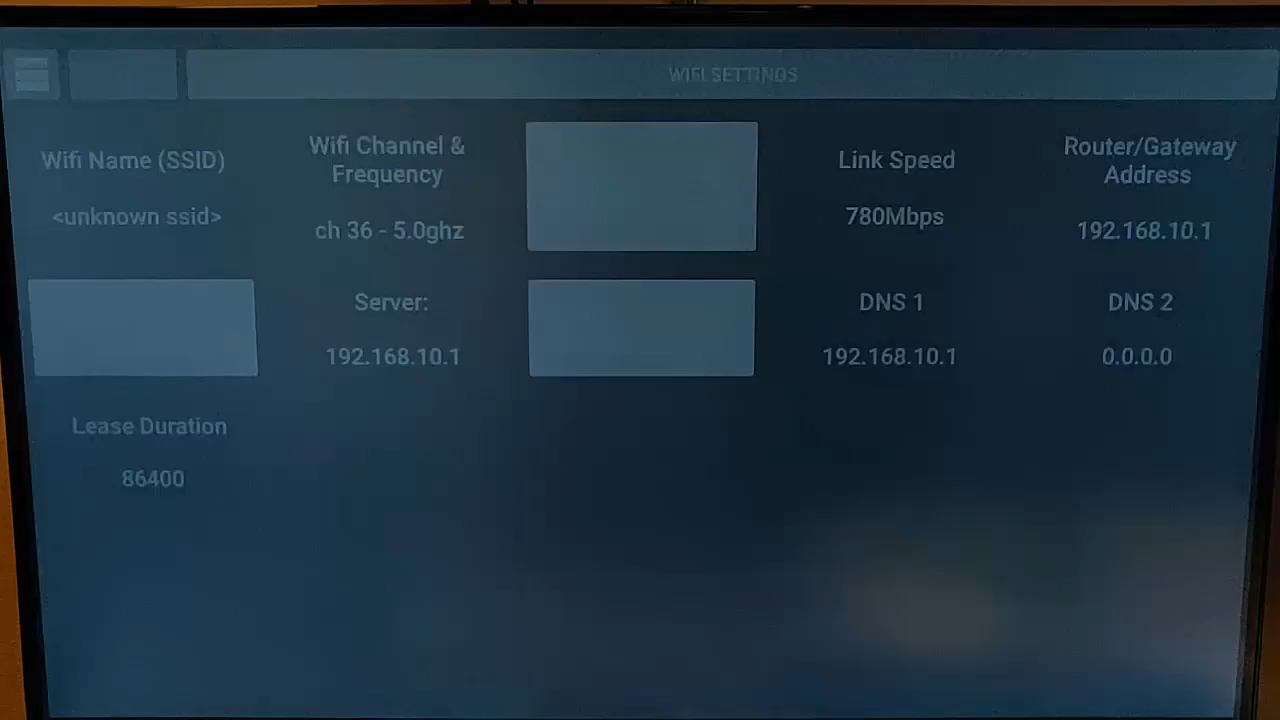 WIFI SETTINGS
Wifi Name (SSID)
<unknown ssid>
Wifi Channel &
Frequency
ch 36 - 5.0ghz
Link Speed
780Mbps
Router/Gateway
Address
192.168.10.1
Server:
192.168.10.1
DNS 1
192.168.10.1
DNS 2
0.0.0.0
Lease Duration
86400